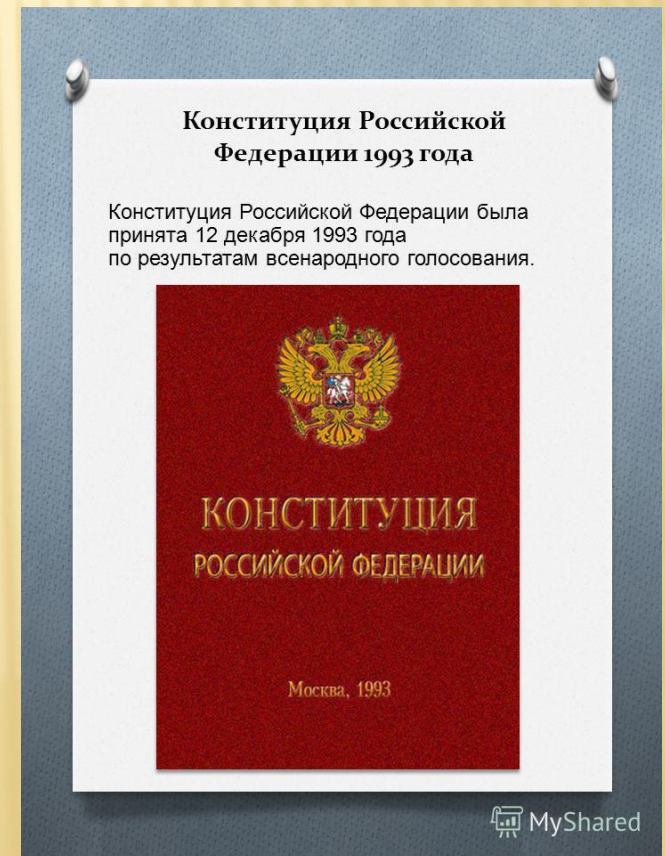 Конституция Российской
Федерации 1993 года
Конституция Российской Федерации была
принята 12 декабря 1993 года
по результатам всенародного голосования.
КОНСТИТУЦИЯ
РОССИЙСКОЙ ФЕДЕРАЦИИ
Москва, 1993
MyShared